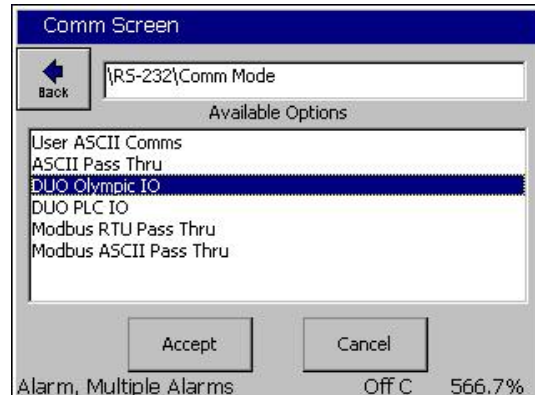 Comm Screen
Back
\RS-232\Comm Mode
Available Options
User ASCII Comms
ASCII Pass Thru
DUO Olympic IO
DUO PLC IO
Modbus RTU Pass Thru
Modbus ASCII Pass Thru
Accept Cancel
Alarm, Multiple Alarms Off C 566.7%